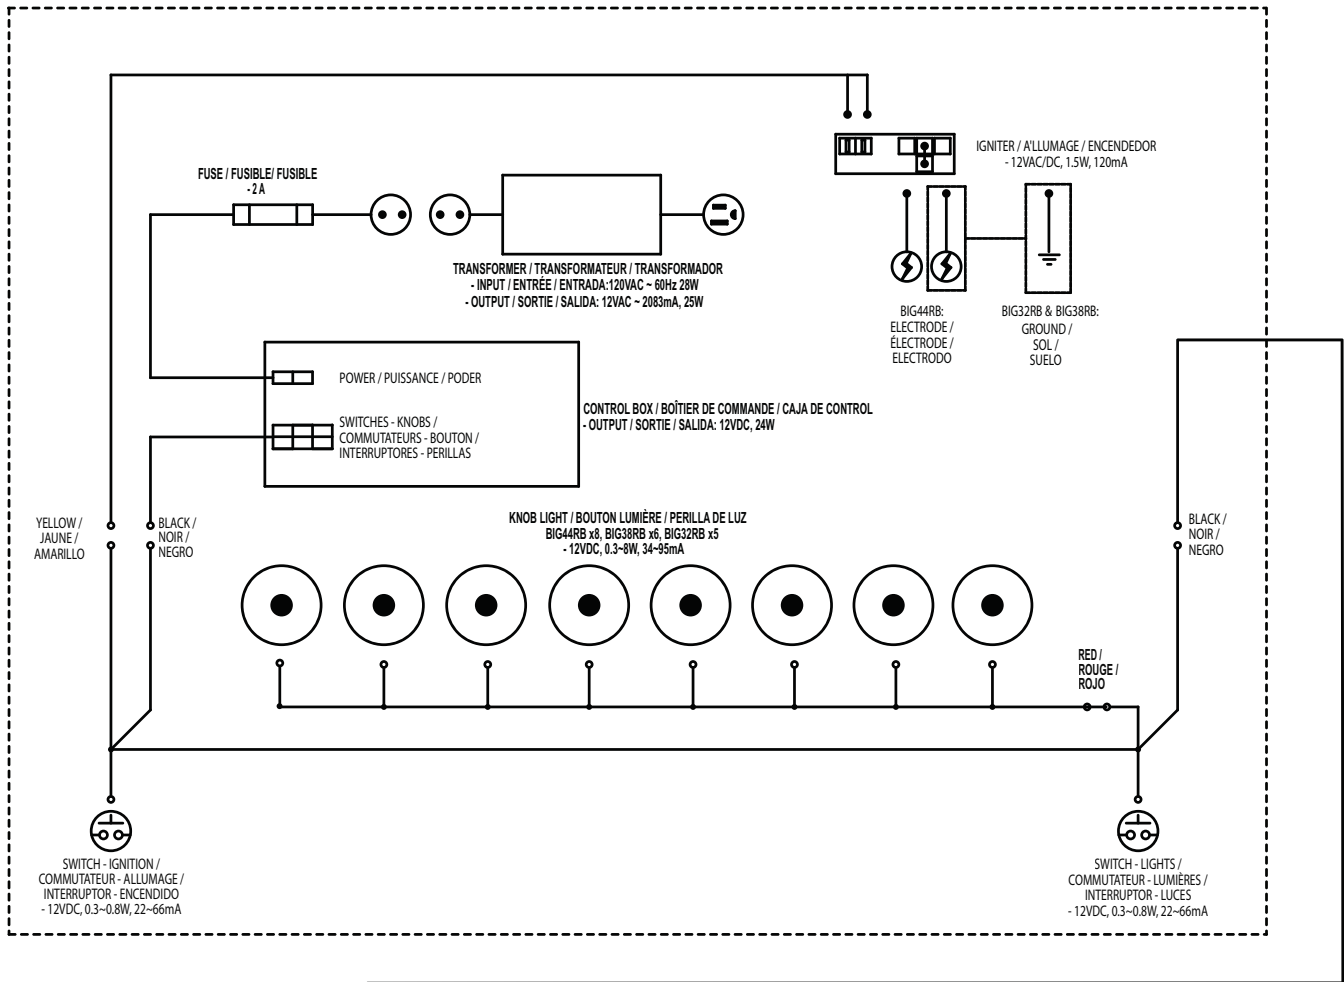 IGNITER / A'LLUMAGE / ENCENDEDOR
- 12VAC/DC, 1.5W, 120mA
FUSE / FUSIBLE/ FUSIBLE
- 2 A
TRANSFORMER / TRANSFORMATEUR / TRANSFORMADOR
- INPUT / ENTRÉE / ENTRADA:120VAC ~ 60Hz 28W
- OUTPUT / SORTIE / SALIDA: 12VAC ~ 2083mA, 25W
BIG44RB:
ELECTRODE /
ÉLECTRODE /
ELECTRODO
BIG32RB & BIG38RB:
GROUND /
SOL /
SUELO
POWER / PUISSANCE / PODER
SWITCHES - KNOBS /
COMMUTATEURS - BOUTON /
INTERRUPTORES - PERILLAS
CONTROL BOX / BOÎTIER DE COMMANDE / CAJA DE CONTROL
- OUTPUT / SORTIE / SALIDA: 12VDC, 24W
YELLOW /
JAUNE /
AMARILLO
BLACK /
NOIR /
NEGRO
KNOB LIGHT / BOUTON LUMIÈRE / PERILLA DE LUZ
BIG44RB x8, BIG38RB x6, BIG32RB x5
- 12VDC, 0.3~8W, 34~95mA
BLACK /
NOIR /
NEGRO
RED /
ROUGE /
ROJO
SWITCH - IGNITION /
COMMUTATEUR - ALLUMAGE /
INTERRUPTOR - ENCENDIDO
- 12VDC, 0.3~0.8W, 22~66mA
SWITCH - LIGHTS /
COMMUTATEUR - LUMIÈRES /
INTERRUPTOR - LUCES
- 12VDC, 0.3~0.8W, 22~66mA